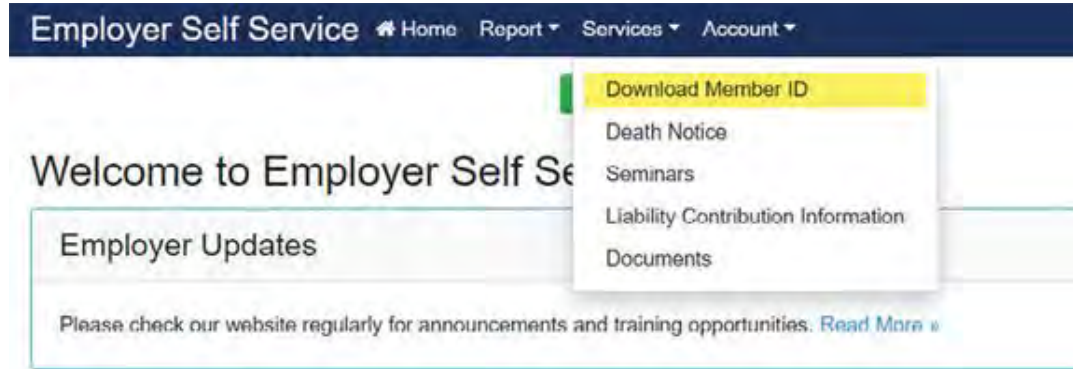 Employer Self Service Home Report Services Account
Download Member ID
Death Notice
Welcome to Employer Self Se
Seminars
Liability Contribution Information
Employer Updates
Documents
Please check our website regularly for announcements and training opportunities. Read More »